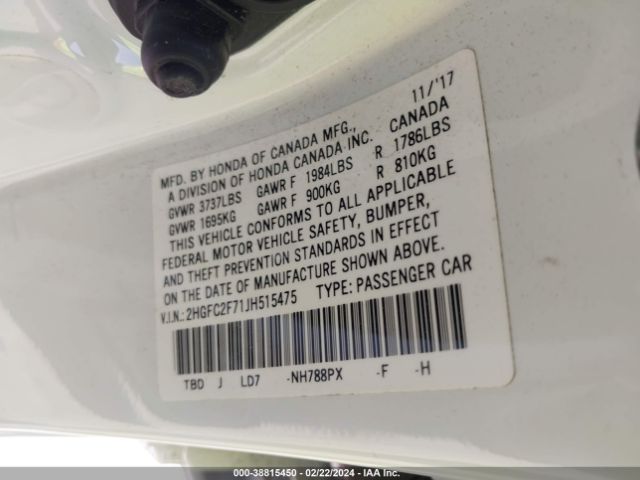 11/'17
MFD. BY HONDA OF CANADA MFG.,
A DIVISION OF HONDA CANADA INC. CANADA
GVWR 3737LBS GAWR F 1984LBS R 1786LBS
GVWR 1695KG GAWR F 900KG R 810KG
THIS VEHICLE CONFORMS TO ALL APPLICABLE
FEDERAL MOTOR VEHICLE SAFETY, BUMPER,
AND THEFT PREVENTION STANDARDS IN EFFECT
ON THE DATE OF MANUFACTURE SHOWN ABOVE.
V.I.N.: 2HGFC2F71JH515475 TYPE: PASSENGER CAR
TBD J LD7 -NH788PX -F -H
000-38815450 - 02/22/2024 - IAA Inc.